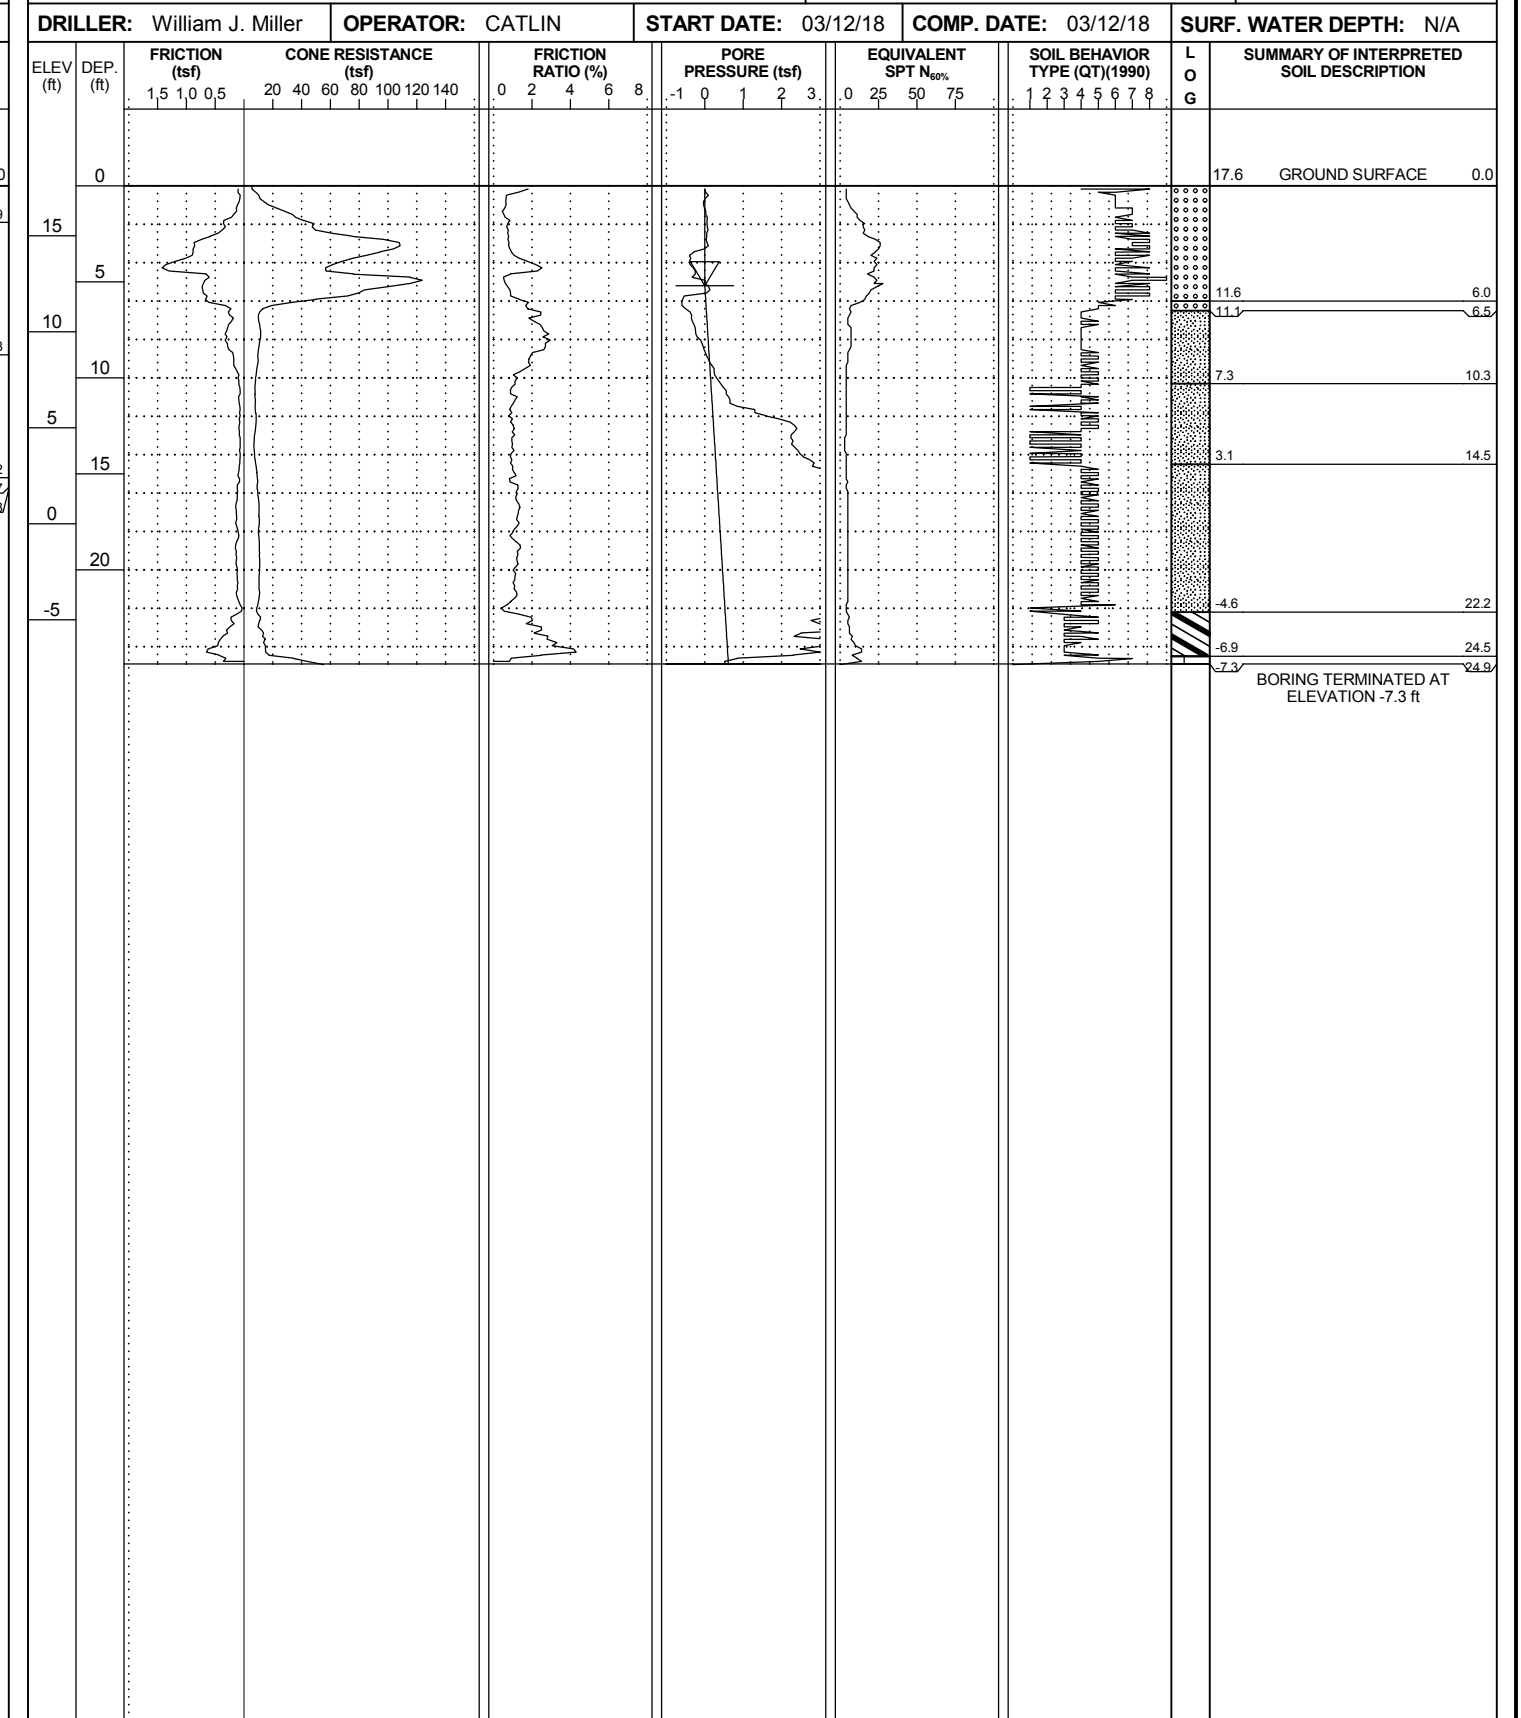 DRILLER: William J. Miller OPERATOR: CATLIN START DATE: 03/12/18 COMP. DATE: 03/12/18 SURF. WATER DEPTH: N/A
ELEV (ft)
DEP. (ft)
FRICTION (tsf)
1.5 1.0 0.5
CONE RESISTANCE (tsf)
20 40 60 80 100 120 140
FRICTION RATIO (%)
0 2 4 6 8
PORE PRESSURE (tsf)
-1 0 1 2 3
EQUIVALENT SPT N60%
0 25 50 75
SOIL BEHAVIOR TYPE (QT)(1990)
1 2 3 4 5 6 7 8
LOG
SUMMARY OF INTERPRETED SOIL DESCRIPTION
0
17.6 GROUND SURFACE 0.0
15
5
11.6 6.0
11.1 6.5
10
10
7.3 10.3
5
3.1 14.5
15
0
20
-4.6 22.2
-5
-6.9 24.5
-7.3 24.9
BORING TERMINATED AT
ELEVATION -7.3 ft